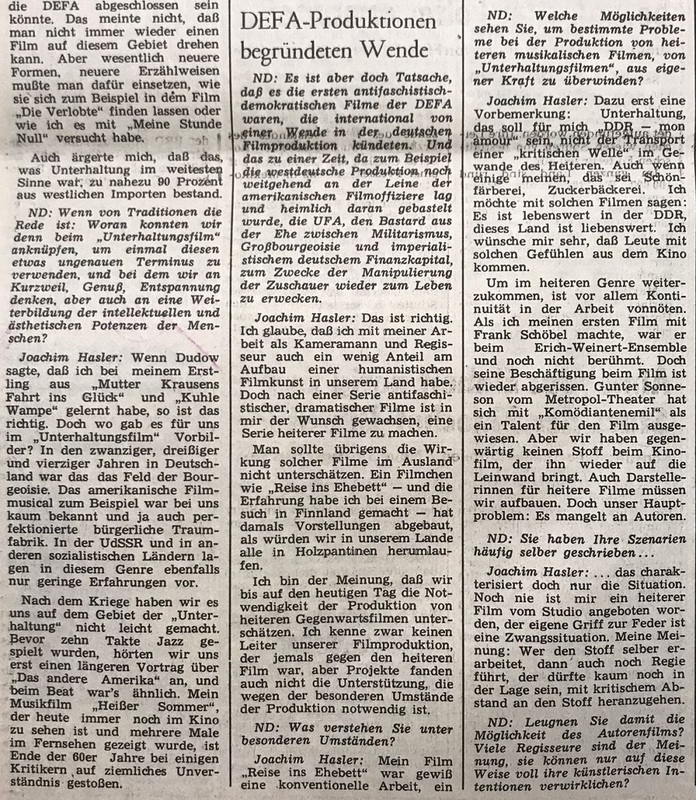 die DEFA abgeschlossen sein
könnte. Das meinte nicht, daß
man nicht immer wieder einen
Film auf diesem Gebiet drehen
kann. Aber wesentlich neuere
Formen, neuere Erzählweisen
mußte man dafür einsetzen, wie
sie sich zum Beispiel in dem Film
„Die Verlobte" finden lassen oder
wie ich es mit „Meine Stunde
Null" versucht habe.
Auch ärgerte mich, daß das,
was Unterhaltung im weitesten
Sinne war, zu nahezu 90 Prozent
aus westlichen Importen bestand.
ND: Wenn von Traditionen die
Rede ist: Woran konnten wir
denn beim „Unterhaltungsfilm"
anknüpfen, um einmal diesen
etwas ungenauen Terminus zu
verwenden, und bei dem wir an
Kurzweil, Genuß, Entspannung
denken, aber auch an eine Wei-
terbildung der intellektuellen und
ästhetischen Potenzen der Men-
schen?
Joachim Hasler: Wenn Dudow
sagte, daß ich bei meinem Erst-
ling aus „Mutter Krausens
Fahrt ins Glück" und „Kuhle
Wampe" gelernt habe, so ist das
richtig. Doch wo gab es für uns
im „Unterhaltungsfilm" Vorbil-
der? In den zwanziger, dreißiger
und vierziger Jahren in Deutsch-
land war das das Feld der Bour-
geoisie. Das amerikanische Film-
musical zum Beispiel war bei uns
kaum bekannt und ja auch per-
fektionierte bürgerliche Traum-
fabrik. In der UdSSR und in an-
deren sozialistischen Ländern la-
gen in diesem Genre ebenfalls
nur geringe Erfahrungen vor.
Nach dem Kriege haben wir es
uns auf dem Gebiet der „Unter-
haltung" nicht leicht gemacht.
Bevor zehn Takte Jazz ge-
spielt wurden, hörten wir uns
erst einen längeren Vortrag über
„Das andere Amerika" an, und
beim Beat war's ähnlich. Mein
Musikfilm „Heißer Sommer",
der heute immer noch im Kino
zu sehen ist und mehrere Male
im Fernsehen gezeigt wurde, ist
Ende der 60er Jahre bei einigen
Kritikern auf ziemliches Unver-
ständnis gestoßen.
DEFA-Produktionen
begründeten Wende
ND: Es ist aber doch Tatsache,
daß es die ersten antifaschistisch-
demokratischen Filme der DEFA
waren, die international von
einer Wende in der deutschen
Filmproduktion kündeten. Und
das zu einer Zeit, da zum Beispiel
die westdeutsche Produktion noch
weitgehend an der Leine der
amerikanischen Filmoffiziere lag
und heimlich daran gebastelt
wurde, die UFA, den Bastard aus
der Ehe zwischen Militarismus,
Großbourgeoisie und imperiali-
stischem deutschem Finanzkapital,
zum Zwecke der Manipulierung
der Zuschauer wieder zum Leben
zu erwecken.
Joachim Hasler: Das ist richtig.
Ich glaube, daß ich mit meiner Ar-
beit als Kameramann und Regis-
seur auch ein wenig Anteil am
Aufbau einer humanistischen
Filmkunst in unserem Land habe.
Doch nach einer Serie antifaschi-
stischer, dramatischer Filme ist in
mir der Wunsch gewachsen, eine
Serie heiterer Filme zu machen.
Man sollte übrigens die Wir-
kung solcher Filme im Ausland
nicht unterschätzen. Ein Filmchen
wie „Reise ins Ehebett" – und die
Erfahrung habe ich bei einem Be-
such in Finnland gemacht – hat
damals Vorstellungen abgebaut,
als würden wir in unserem Lande
alle in Holzpantinen herumlau-
fen.
Ich bin der Meinung, daß wir
bis auf den heutigen Tag die Not-
wendigkeit der Produktion von
heiteren Gegenwartsfilmen unter-
schätzen. Ich kenne zwar keinen
Leiter unserer Filmproduktion,
der jemals gegen den heiteren
Film war, aber Projekte fanden
auch nicht die Unterstützung, die
wegen der besonderen Umstände
der Produktion notwendig ist.
ND: Was verstehen Sie unter
besonderen Umständen?
Joachim Hasler: Mein Film
„Reise ins Ehebett" war gewiß
eine konventionelle Arbeit, ein
ND: Welche Möglichkeiten
sehen Sie, um bestimmte Proble-
me bei der Produktion von hei-
teren musikalischen Filmen, von
„Unterhaltungsfilmen", aus eige-
ner Kraft zu überwinden?
Joachim Hasler: Dazu erst eine
Vorbemerkung: Unterhaltung,
das soll für mich „DDR – mon
amour" sein, nicht der Transport
einer „kritischen Welle" im Ge-
wande des Heiteren. Auch wenn
einige meinen, das sei Schön-
färberei, Zuckerbäckerei. Ich
möchte mit solchen Filmen sagen:
Es ist lebenswert in der DDR,
dieses Land ist liebenswert. Ich
wünsche mir sehr, daß Leute mit
solchen Gefühlen aus dem Kino
kommen.
Um im heiteren Genre weiter-
zukommen, ist vor allem Konti-
nuität in der Arbeit vonnöten.
Als ich meinen ersten Film mit
Frank Schöbel machte, war er
beim Erich-Weinert-Ensemble
und noch nicht berühmt. Doch
seine Beschäftigung beim Film ist
wieder abgerissen. Gunter Sonne-
son vom Metropol-Theater hat
sich mit „Komödiantenemil" als
ein Talent für den Film ausge-
wiesen. Aber wir haben gegen-
wärtig keinen Stoff beim Kino-
film, der ihn wieder auf die
Leinwand bringt. Auch Darstelle-
rinnen für heitere Filme müssen
wir aufbauen. Doch unser Haupt-
problem: Es mangelt an Autoren.
ND: Sie haben Ihre Szenarien
häufig selber geschrieben . . .
Joachim Hasler: . . . das charak-
terisiert doch nur die Situation.
Noch nie ist mir ein heiterer
Film vom Studio angeboten wor-
den, der eigene Griff zur Feder ist
eine Zwangssituation. Meine Mei-
nung: Wer den Stoff selber er-
arbeitet, dann auch noch Regie
führt, der dürfte kaum noch in
der Lage sein, mit kritischem Ab-
stand an den Stoff heranzugehen.
ND: Leugnen Sie damit die
Möglichkeit des Autorenfilms?
Viele Regisseure sind der Mei-
nung, sie können nur auf diese
Weise voll ihre künstlerischen In-
tentionen verwirklichen?